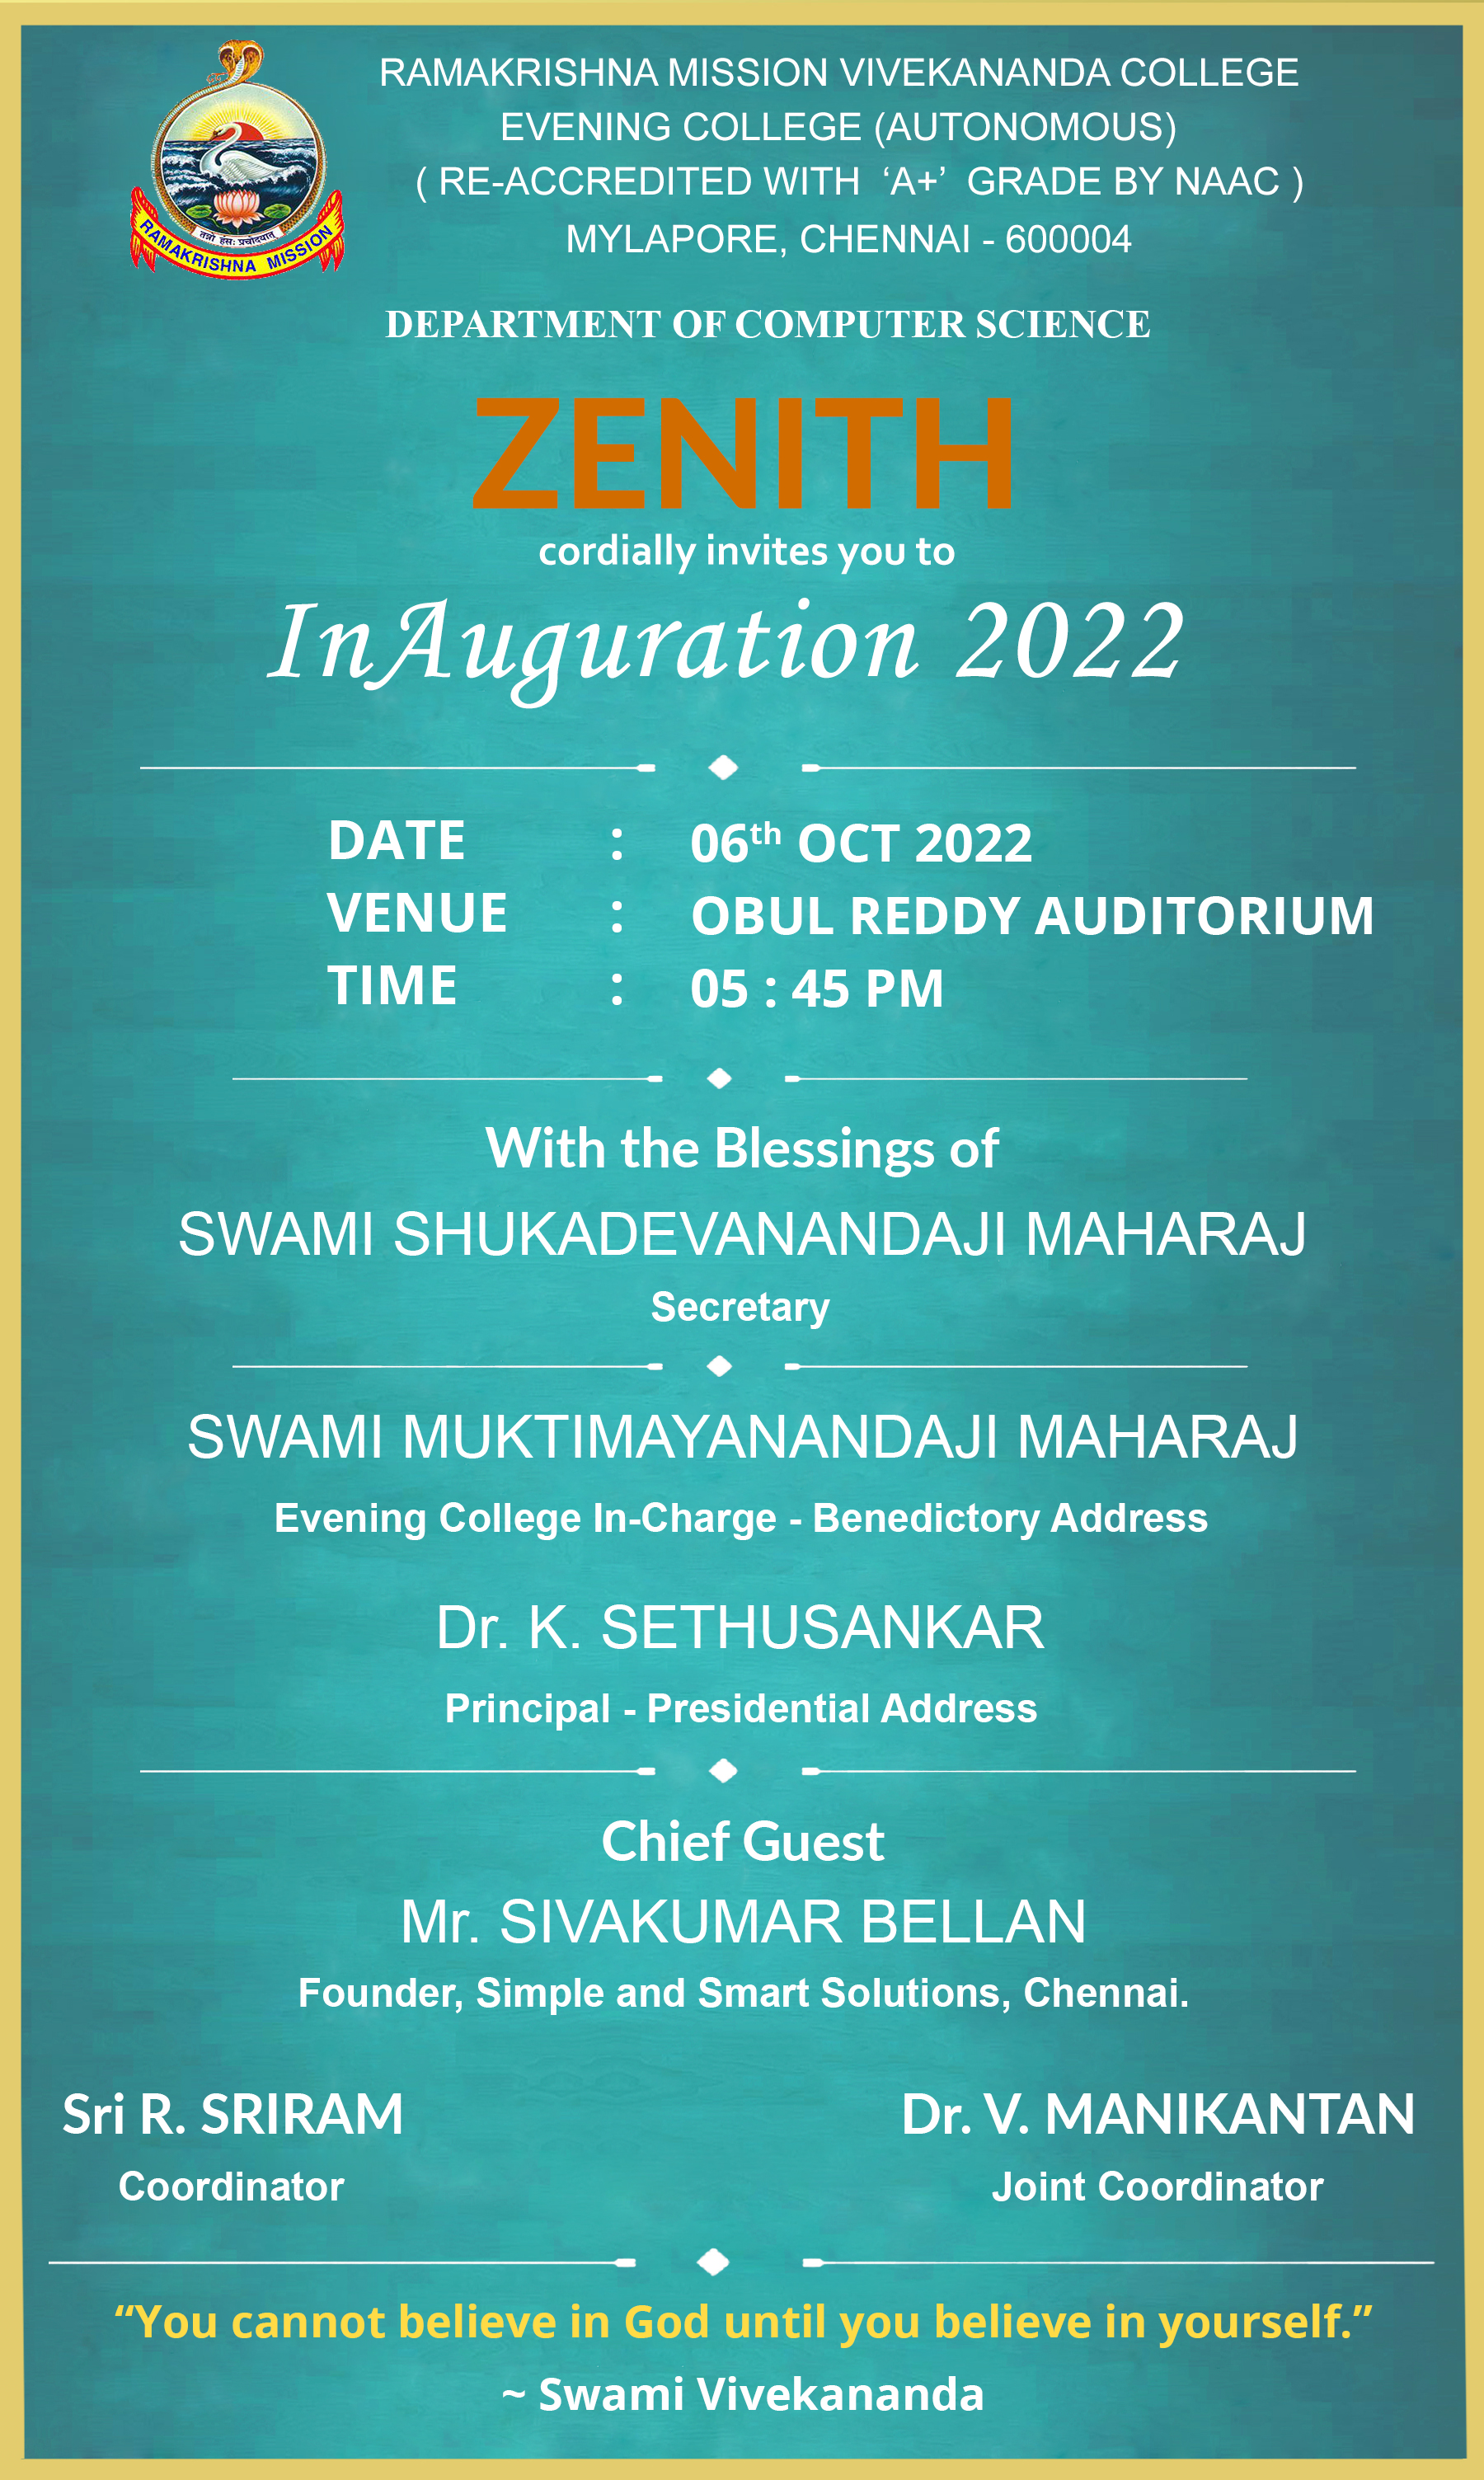 RAMAKRISHNA MISSION VIVEKANANDA COLLEGE
EVENING COLLEGE (AUTONOMOUS)
( RE-ACCREDITED WITH ‘A+’ GRADE BY NAAC )
MYLAPORE, CHENNAI - 600004
तन्नो हंसः प्रचोदयात्
RAMAKRISHNA MISSION
DEPARTMENT OF COMPUTER SCIENCE
ZENITH
cordially invites you to
InAuguration 2022
DATE : 06th OCT 2022
VENUE : OBUL REDDY AUDITORIUM
TIME : 05 : 45 PM
With the Blessings of
SWAMI SHUKADEVANANDAJI MAHARAJ
Secretary
SWAMI MUKTIMAYANANDAJI MAHARAJ
Evening College In-Charge - Benedictory Address
Dr. K. SETHUSANKAR
Principal - Presidential Address
Chief Guest
Mr. SIVAKUMAR BELLAN
Founder, Simple and Smart Solutions, Chennai.
Sri R. SRIRAM
Coordinator
Dr. V. MANIKANTAN
Joint Coordinator
“You cannot believe in God until you believe in yourself.”
~ Swami Vivekananda